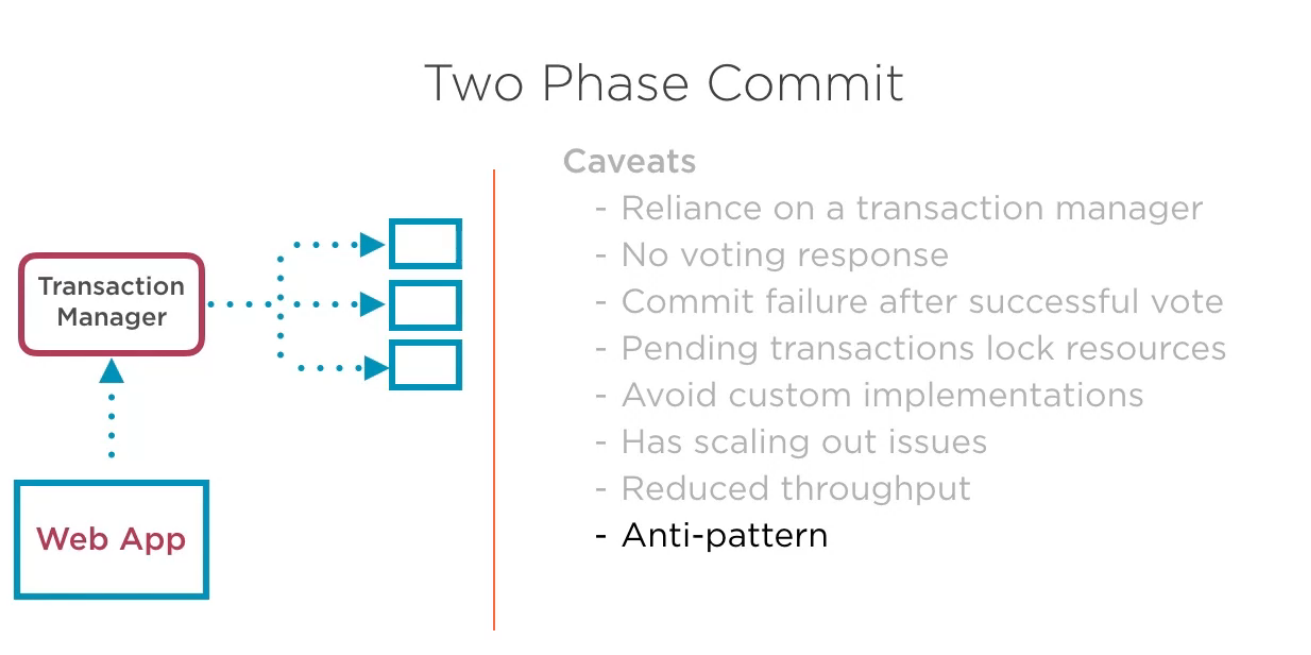 Two Phase Commit
Transaction
Manager
Web App
Caveats
- Reliance on a transaction manager
- No voting response
- Commit failure after successful vote
- Pending transactions lock resources
- Avoid custom implementations
- Has scaling out issues
- Reduced throughput
- Anti-pattern